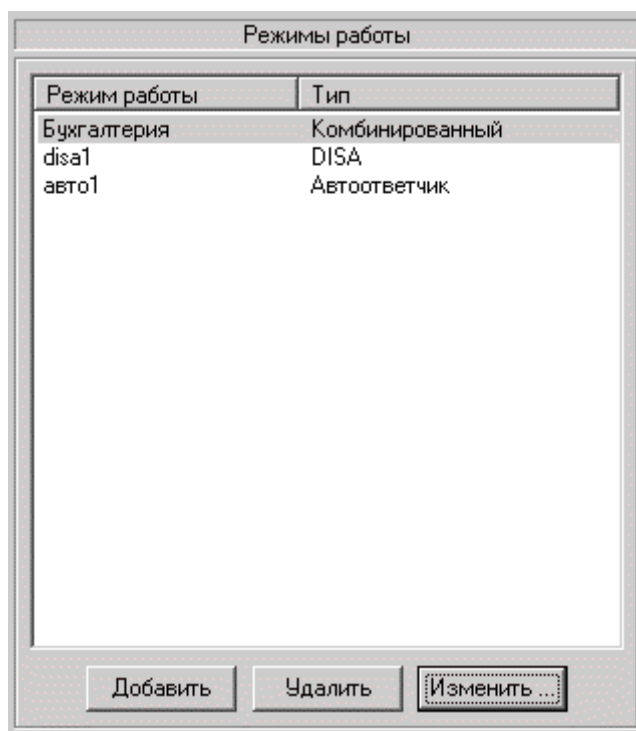 Режимы работы
Режим работы Тип
Бухгалтерия Комбинированный
disa1 DISA
авто1 Автоответчик
Добавить Удалить Изменить ...